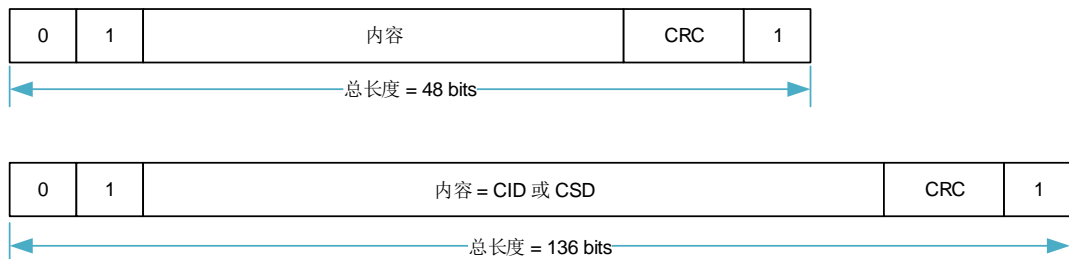 0 1 内容 CRC 1
总长度 = 48 bits
0 1 内容 = CID 或 CSD CRC 1
总长度 = 136 bits